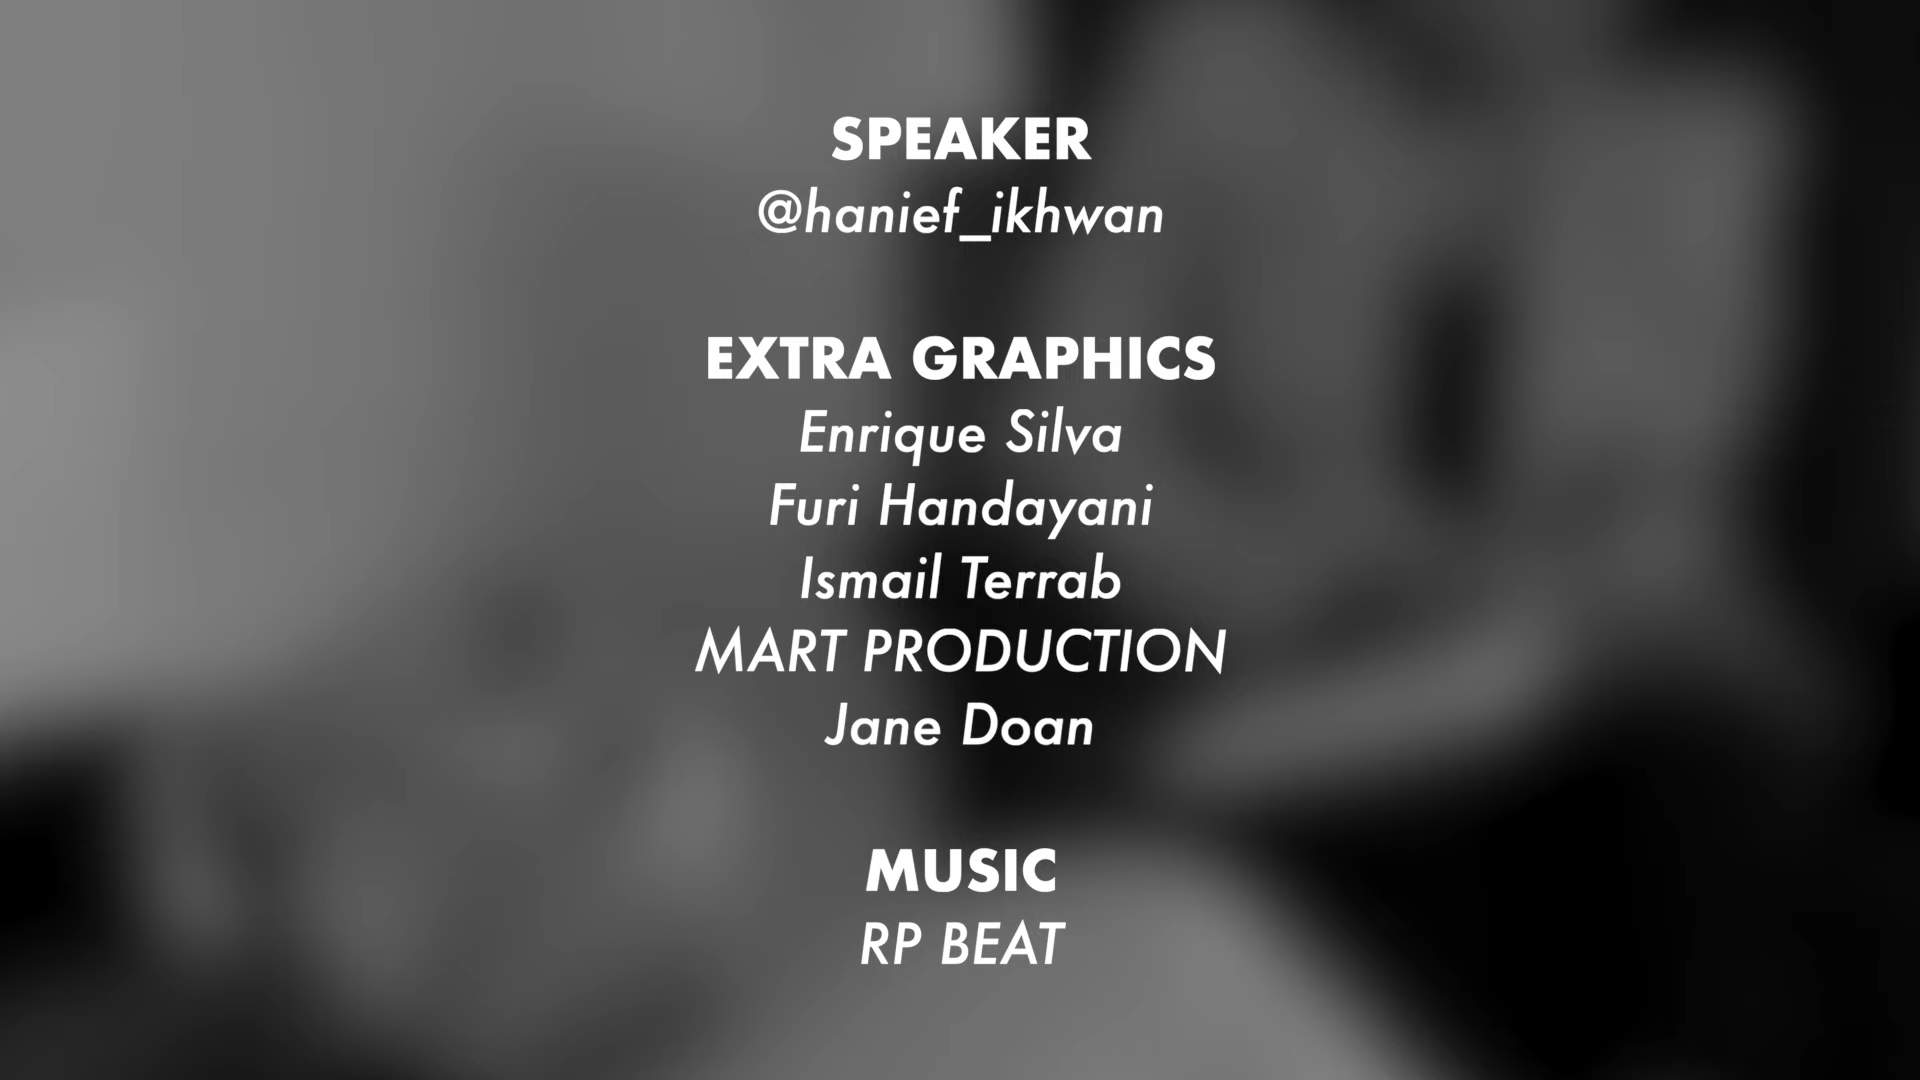 SPEAKER
@hanief_ikhwan
EXTRA GRAPHICS
Enrique Silva
Furi Handayani
Ismail Terrab
MART PRODUCTION
Jane Doan
MUSIC
RP BEAT